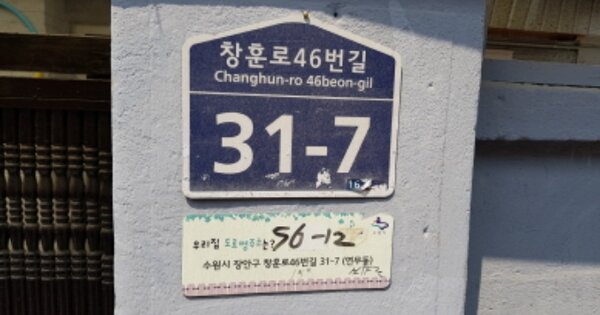 창훈로46번길
Changhun-ro 46beon-gil
31-7
16
우리집 도로명주소는? 56-12
수원시 장안구 창훈로46번길 31-7 (연무동)